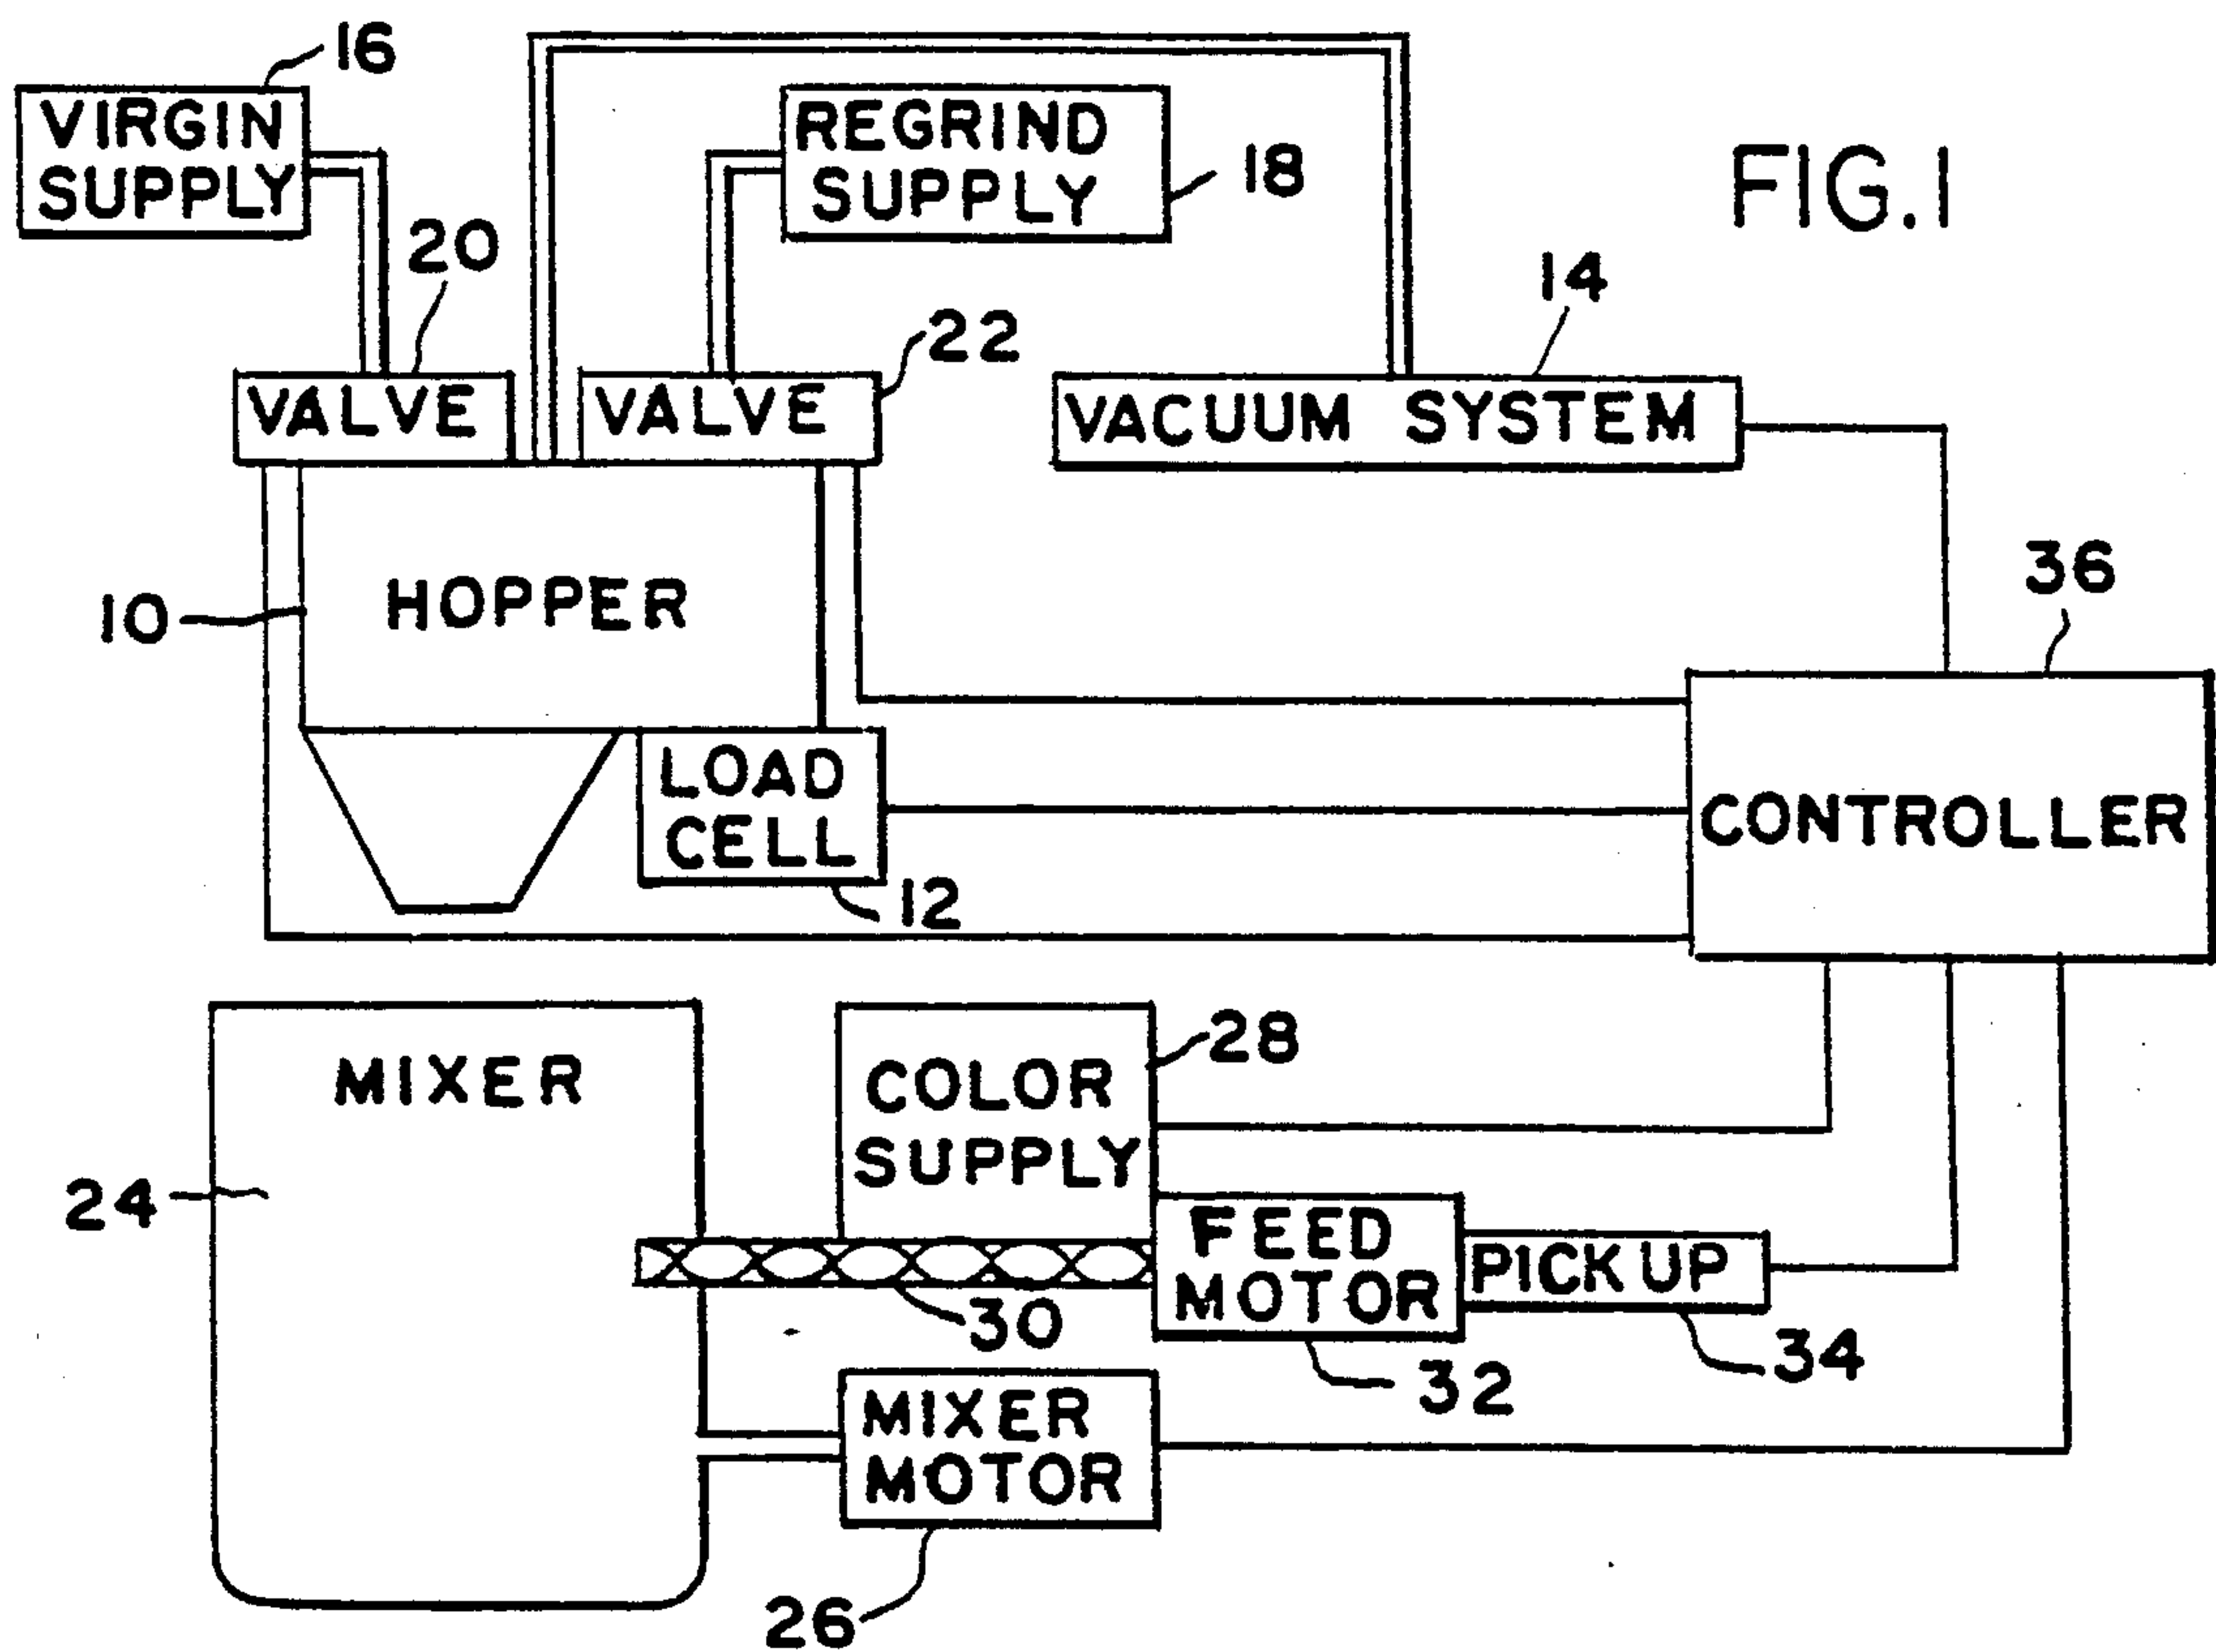 16
VIRGIN
SUPPLY
REGRIND
SUPPLY
18
FIG.1
20
22
14
VALVE
VALVE
VACUUM SYSTEM
10
HOPPER
36
LOAD
CELL
12
CONTROLLER
MIXER
24
COLOR
SUPPLY
28
FEED
MOTOR
PICKUP
30
32
34
MIXER
MOTOR
26